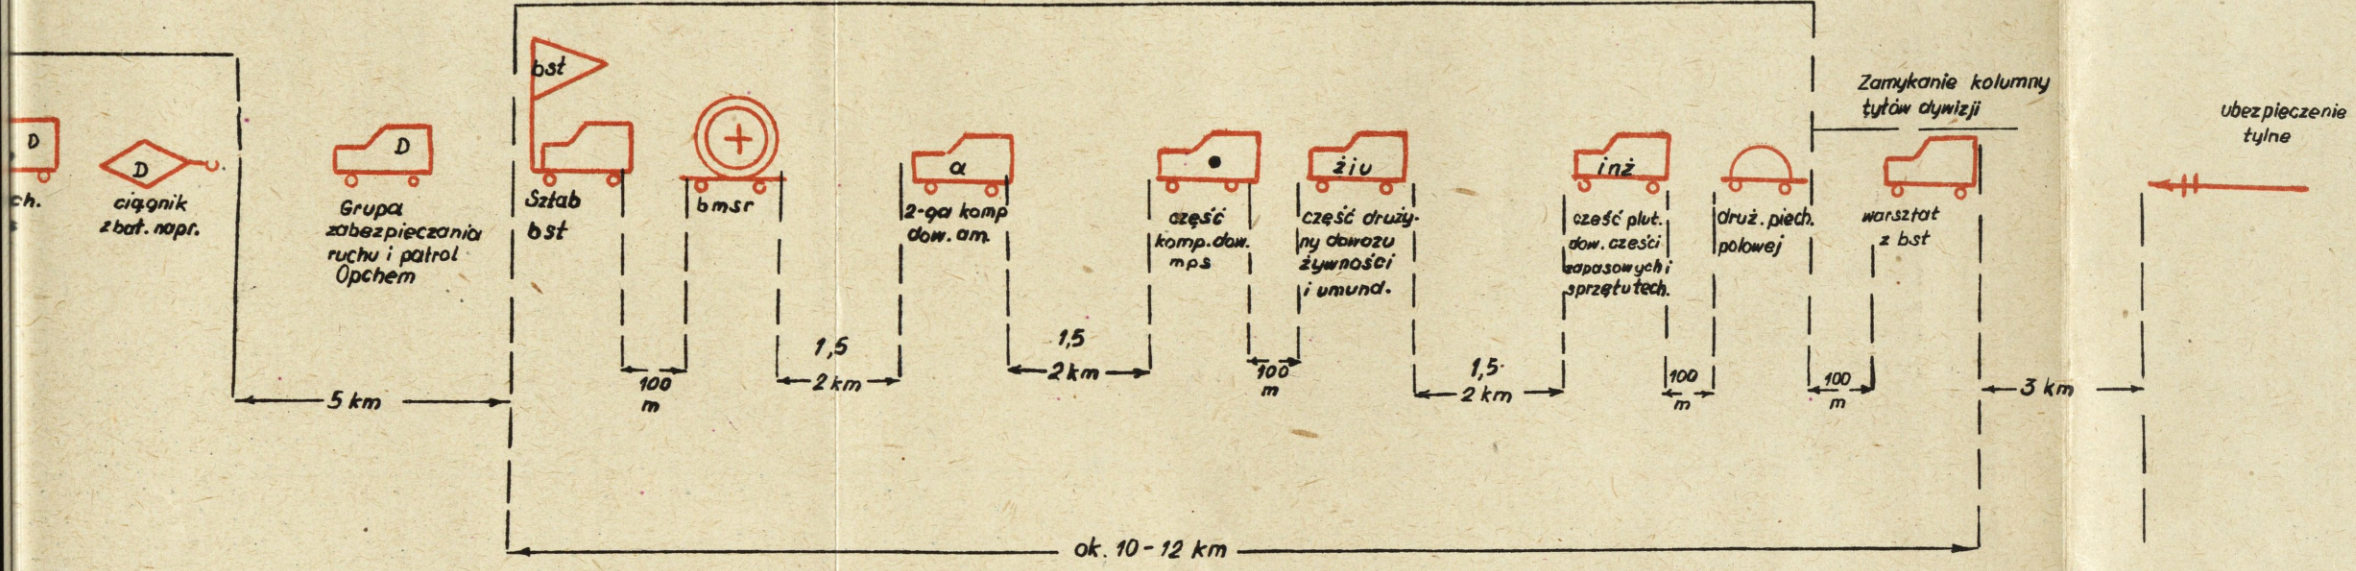 D
ch.
D
ciągnik
z bat. napr.
D
Grupa
zabezpieczania
ruchu i patrol
Opchem
5 km
bst
Sztab
bst
100
m
bmsr
1,5
2 km
a
2-ga komp
dow. am.
1,5
2 km
część
komp. dow.
mps
100
m
żiu
część druży-
ny dowozu
żywności
i umund.
1,5
2 km
inż
cześć plut.
dow. cześci
zapasowych i
sprzętu tech.
100
m
druż. piech.
polowej
100
m
Zamykanie kolumny
tyłów dywizji
warsztat
z bst
3 km
ubezpieczenie
tylne
ok. 10-12 km